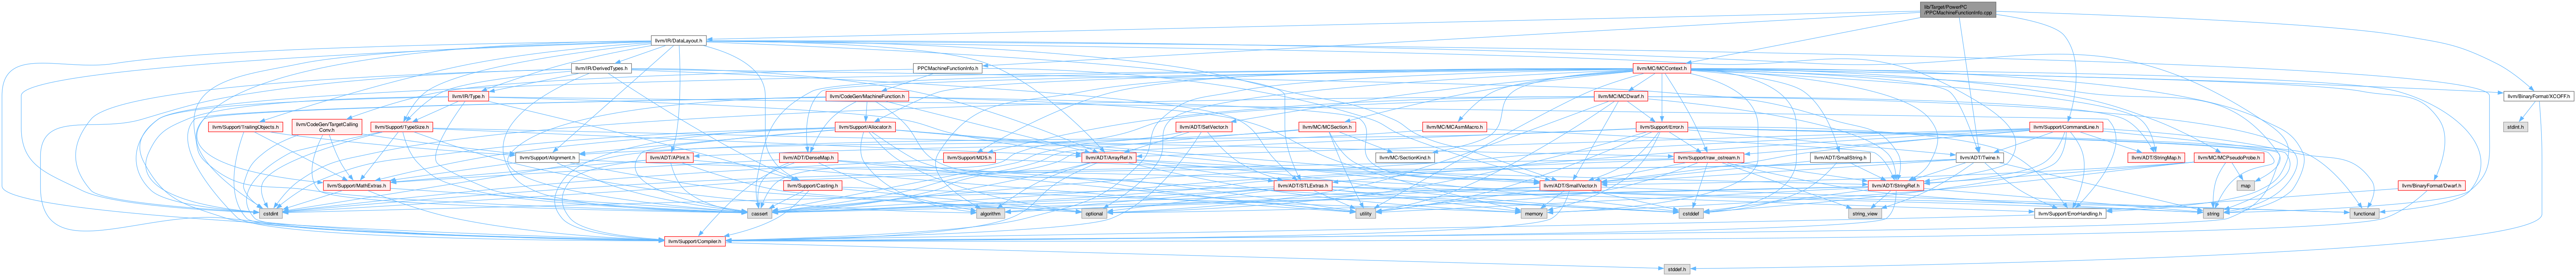 lib/Target/PowerPC
/PPCMachineFunctionInfo.cpp
llvm/IR/DataLayout.h
llvm/IR/DerivedTypes.h
PPCMachineFunctionInfo.h
llvm/MC/MCContext.h
llvm/IR/Type.h
llvm/CodeGen/MachineFunction.h
llvm/MC/MCDwarf.h
llvm/BinaryFormat/XCOFF.h
llvm/Support/TrailingObjects.h
llvm/CodeGen/TargetCalling
Conv.h
llvm/Support/TypeSize.h
llvm/Support/Allocator.h
llvm/ADT/SetVector.h
llvm/MC/MCSection.h
llvm/MC/MCAsmMacro.h
llvm/Support/Error.h
llvm/Support/CommandLine.h
stdint.h
llvm/Support/Alignment.h
llvm/ADT/APInt.h
llvm/ADT/DenseMap.h
llvm/Support/MD5.h
llvm/ADT/ArrayRef.h
llvm/MC/SectionKind.h
llvm/Support/raw_ostream.h
llvm/ADT/SmallString.h
llvm/ADT/Twine.h
llvm/ADT/StringMap.h
llvm/MC/MCPseudoProbe.h
llvm/Support/MathExtras.h
llvm/Support/Casting.h
llvm/ADT/STLExtras.h
llvm/ADT/SmallVector.h
llvm/ADT/StringRef.h
map
llvm/BinaryFormat/Dwarf.h
cstdint
cassert
algorithm
optional
utility
memory
cstddef
string_view
llvm/Support/ErrorHandling.h
string
functional
llvm/Support/Compiler.h
stddef.h